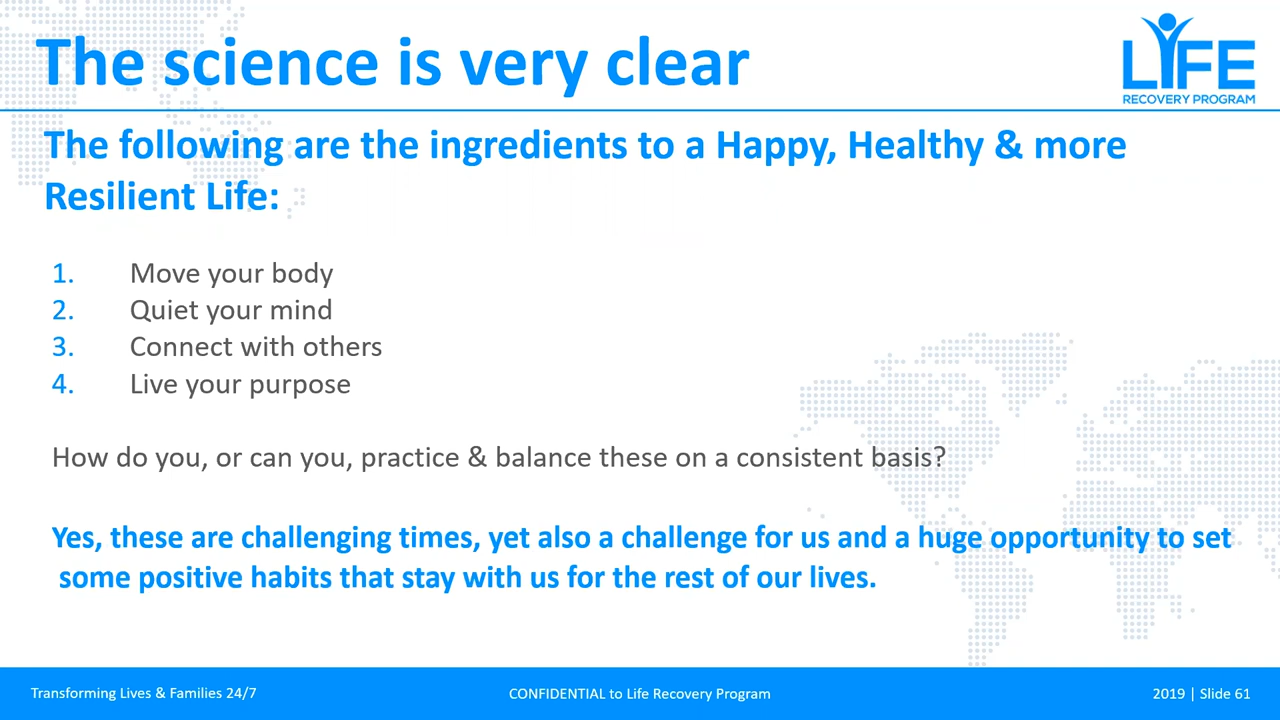 The science is very clear
LIFE
RECOVERY PROGRAM
The following are the ingredients to a Happy, Healthy & more
Resilient Life:
1. Move your body
2. Quiet your mind
3. Connect with others
4. Live your purpose
How do you, or can you, practice & balance these on a consistent basis?
Yes, these are challenging times, yet also a challenge for us and a huge opportunity to set
some positive habits that stay with us for the rest of our lives.
Transforming Lives & Families 24/7
CONFIDENTIAL to Life Recovery Program
2019 | Slide 61